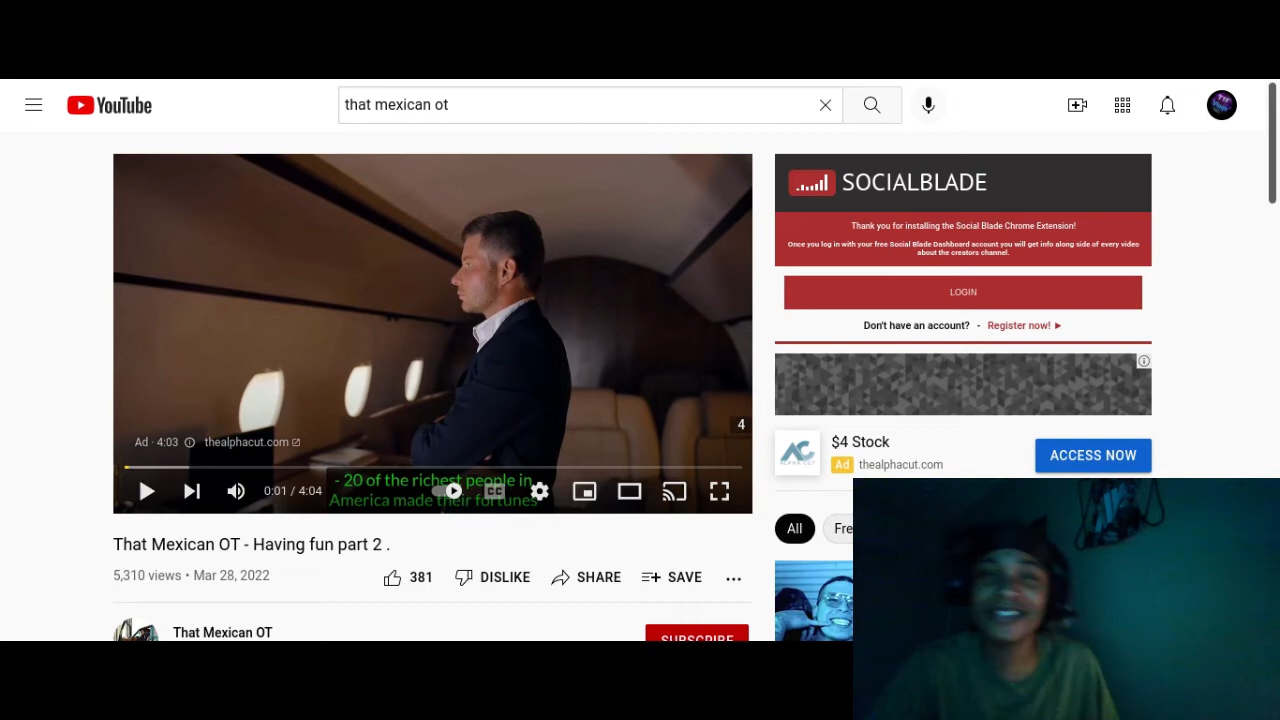 YouTube
that mexican ot
SOCIALBLADE
Thank you for installing the Social Blade Chrome Extension!
Once you log in with your free Social Blade Dashboard account you will get info along side of every video
about the creators channel.
LOGIN
Don't have an account? - Register now! ►
4
Ad · 4:03 thealphacut.com
- 20 of the richest people in
America made their fortunes
0:01 / 4:04
CC
$4 Stock
Ad thealphacut.com
ACCESS NOW
All Fre
That Mexican OT - Having fun part 2 .
5,310 views • Mar 28, 2022
381 DISLIKE SHARE SAVE
That Mexican OT
SUBSCRIBE